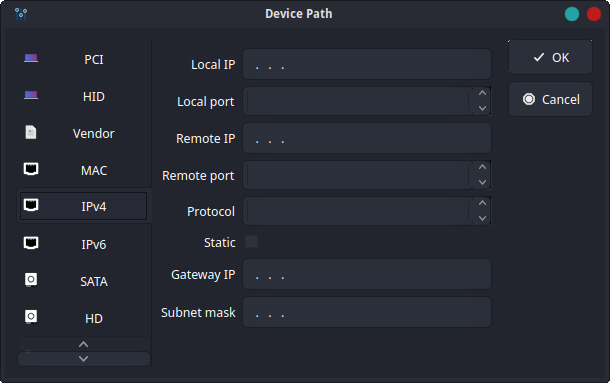 Device Path
PCI
HID
Vendor
MAC
IPv4
IPv6
SATA
HD
Local IP
. . .
Local port
Remote IP
. . .
Remote port
Protocol
Static
Gateway IP
. . .
Subnet mask
. . .
OK
Cancel